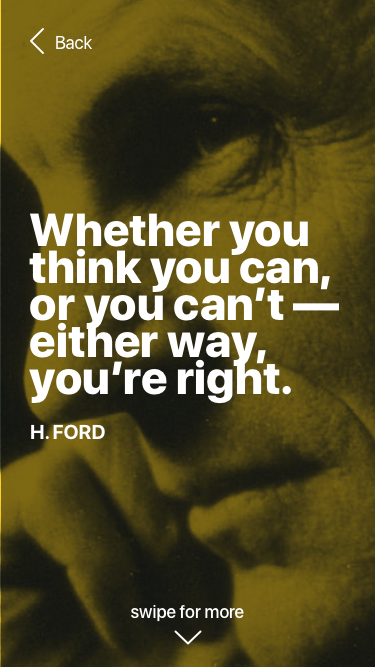 Back
Whether you
think you can,
or you can’t —
either way,
you’re right.
H. FORD
swipe for more